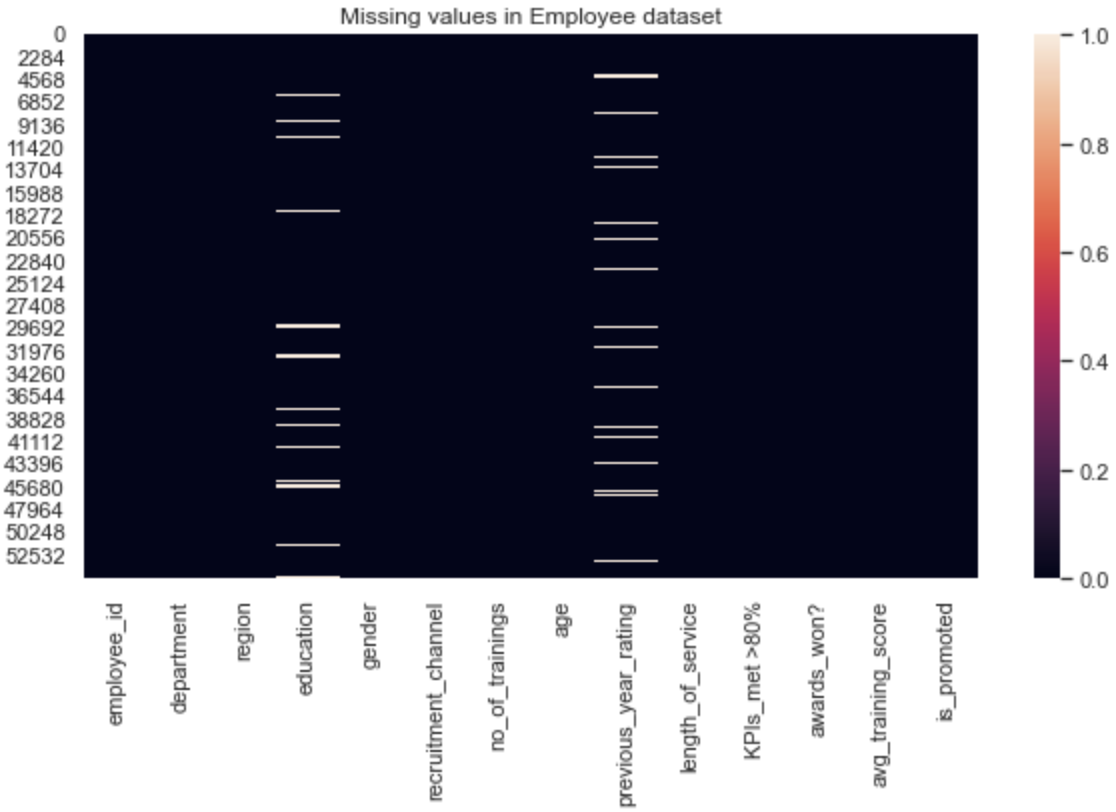 Missing values in Employee dataset
0
2284
4568
6852
9136
11420
13704
15988
18272
20556
22840
25124
27408
29692
31976
34260
36544
38828
41112
43396
45680
47964
50248
52532
1.0
0.8
0.6
0.4
0.2
0.0
employee_id
department
region
education
gender
recruitment_channel
no_of_trainings
age
previous_year_rating
length_of_service
KPIs_met >80%
awards_won?
avg_training_score
is_promoted